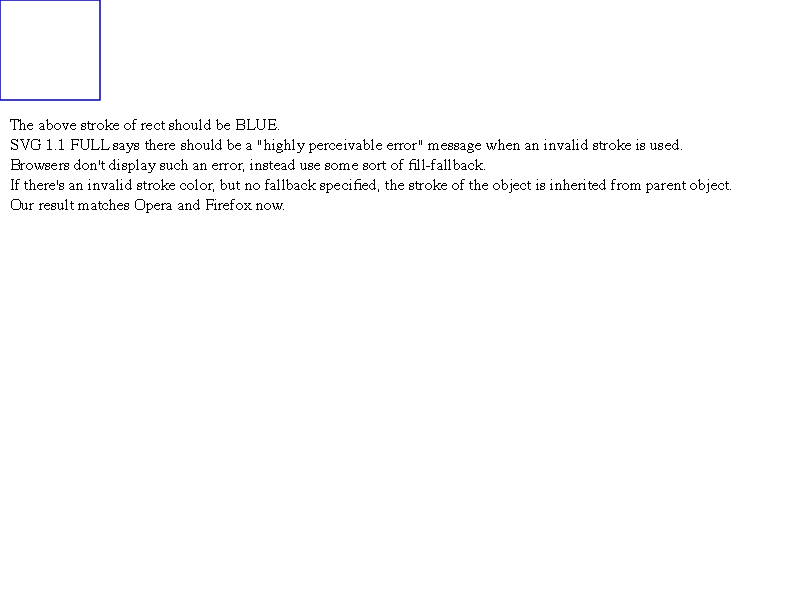 The above stroke of rect should be BLUE.
SVG 1.1 FULL says there should be a "highly perceivable error" message when an invalid stroke is used.
Browsers don't display such an error, instead use some sort of fill-fallback.
If there's an invalid stroke color, but no fallback specified, the stroke of the object is inherited from parent object.
Our result matches Opera and Firefox now.